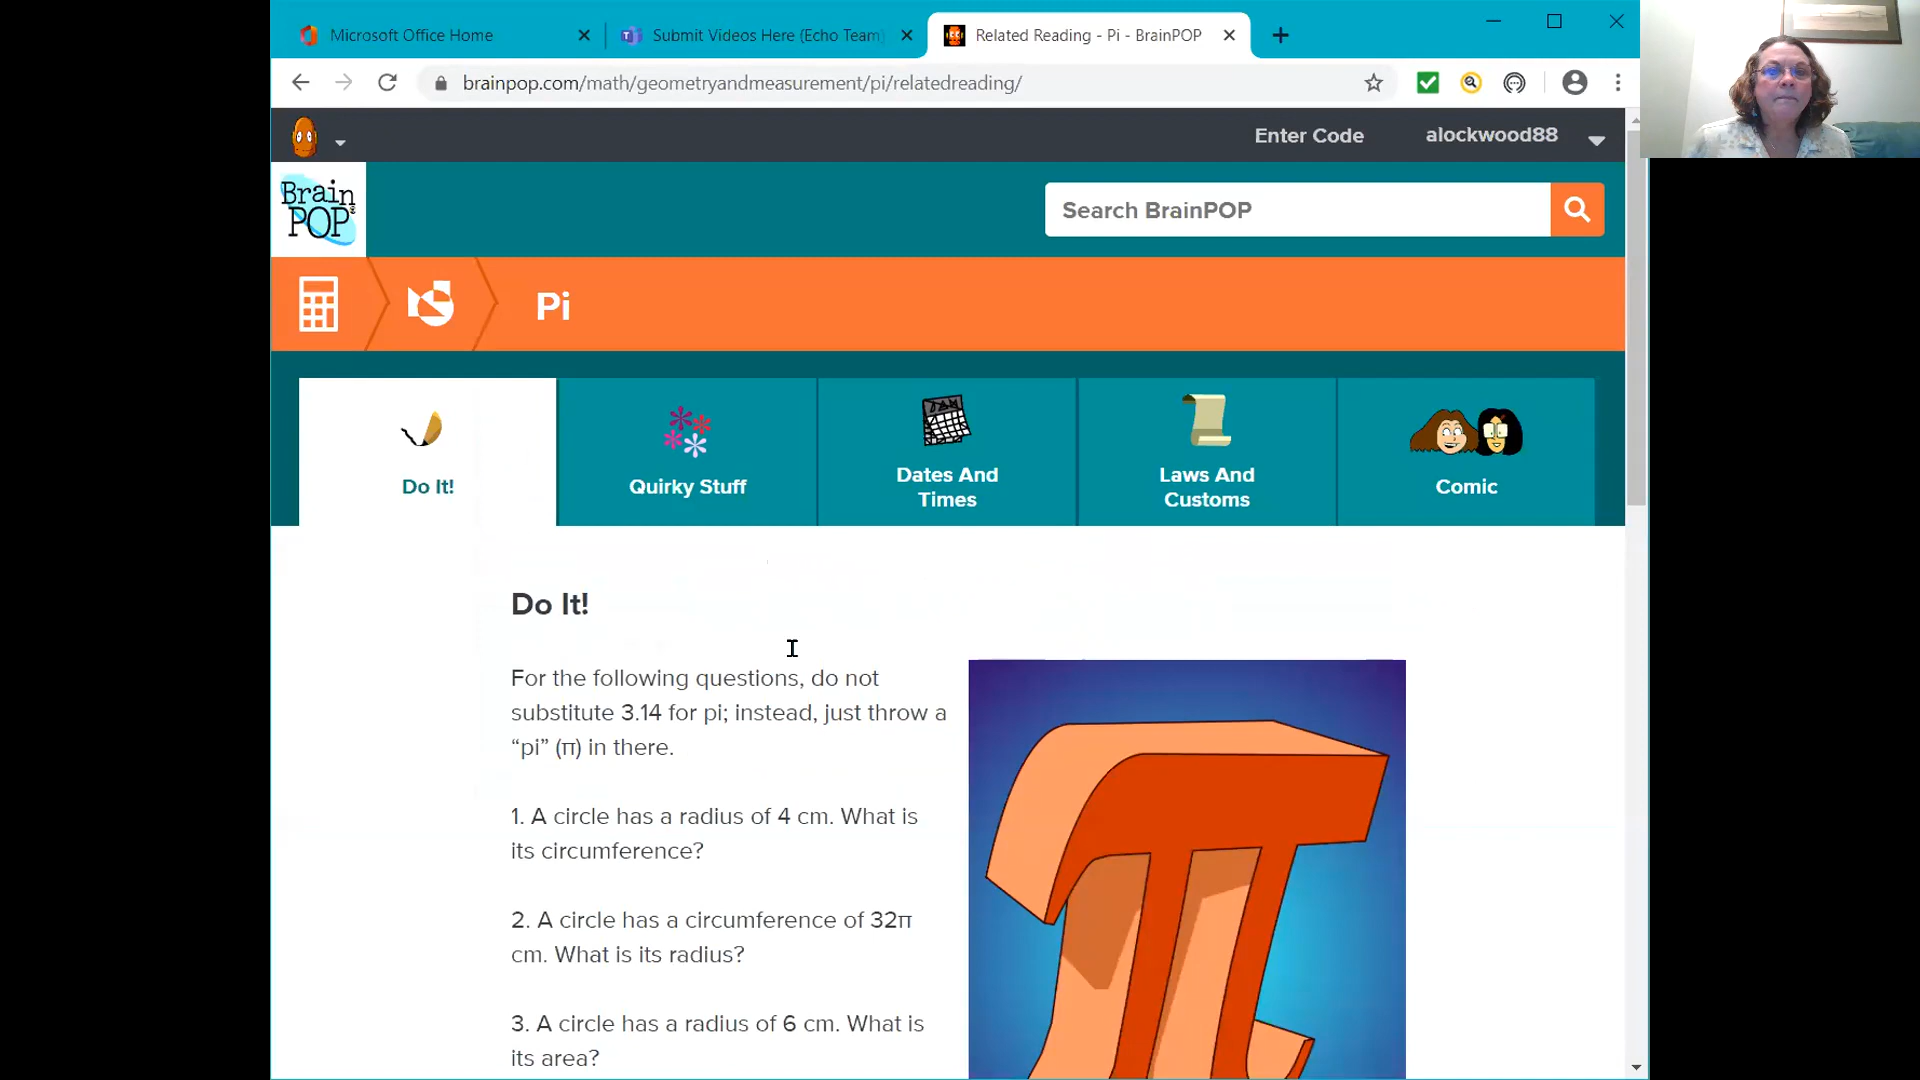 Microsoft Office Home
Submit Videos Here (Echo Team)
Related Reading - Pi - BrainPOP
brainpop.com/math/geometryandmeasurement/pi/relatedreading/
Enter Code
alockwood88
Brain
POP
Search BrainPOP
Pi
Do It!
Quirky Stuff
Dates And
Times
Laws And
Customs
Comic
Do It!
For the following questions, do not
substitute 3.14 for pi; instead, just throw a
“pi” (π) in there.
1. A circle has a radius of 4 cm. What is
its circumference?
2. A circle has a circumference of 32π
cm. What is its radius?
3. A circle has a radius of 6 cm. What is
its area?